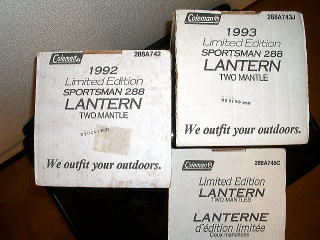 Coleman 288A742
1992
Limited Edition
SPORTSMAN 288
LANTERN
TWO MANTLE
We outfit your outdoors.
Coleman 288A743J
1993
Limited Edition
SPORTSMAN 288
LANTERN
TWO MANTLE
We outfit your outdoors.
Coleman 288A745C
Limited Edition
LANTERN
TWO MANTLES
LANTERNE
d'édition limitée
Deux manchons